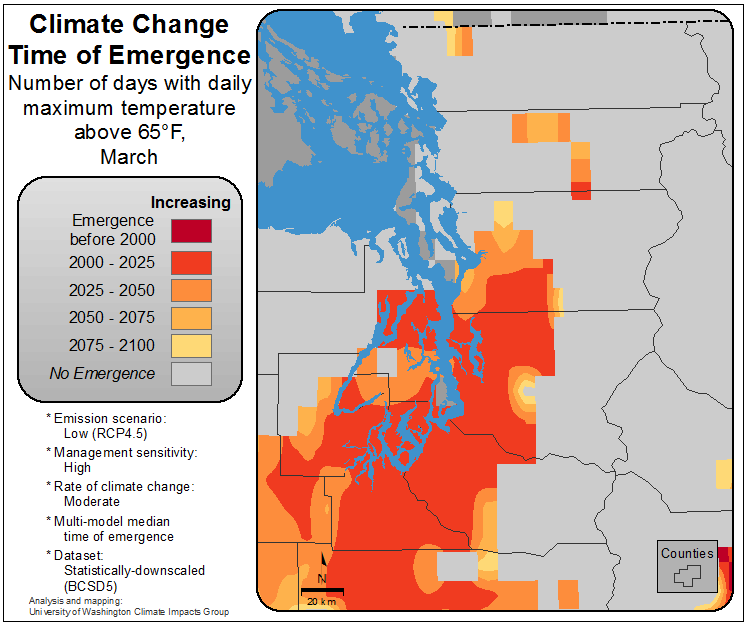 Climate Change
Time of Emergence
Number of days with daily
maximum temperature
above 65°F,
March
Increasing
Emergence
before 2000
2000 - 2025
2025 - 2050
2050 - 2075
2075 - 2100
No Emergence
* Emission scenario:
Low (RCP4.5)
* Management sensitivity:
High
* Rate of climate change:
Moderate
* Multi-model median
time of emergence
* Dataset:
Statistically-downscaled
(BCSD5)
Analysis and mapping:
University of Washington Climate Impacts Group
N
20 km
Counties